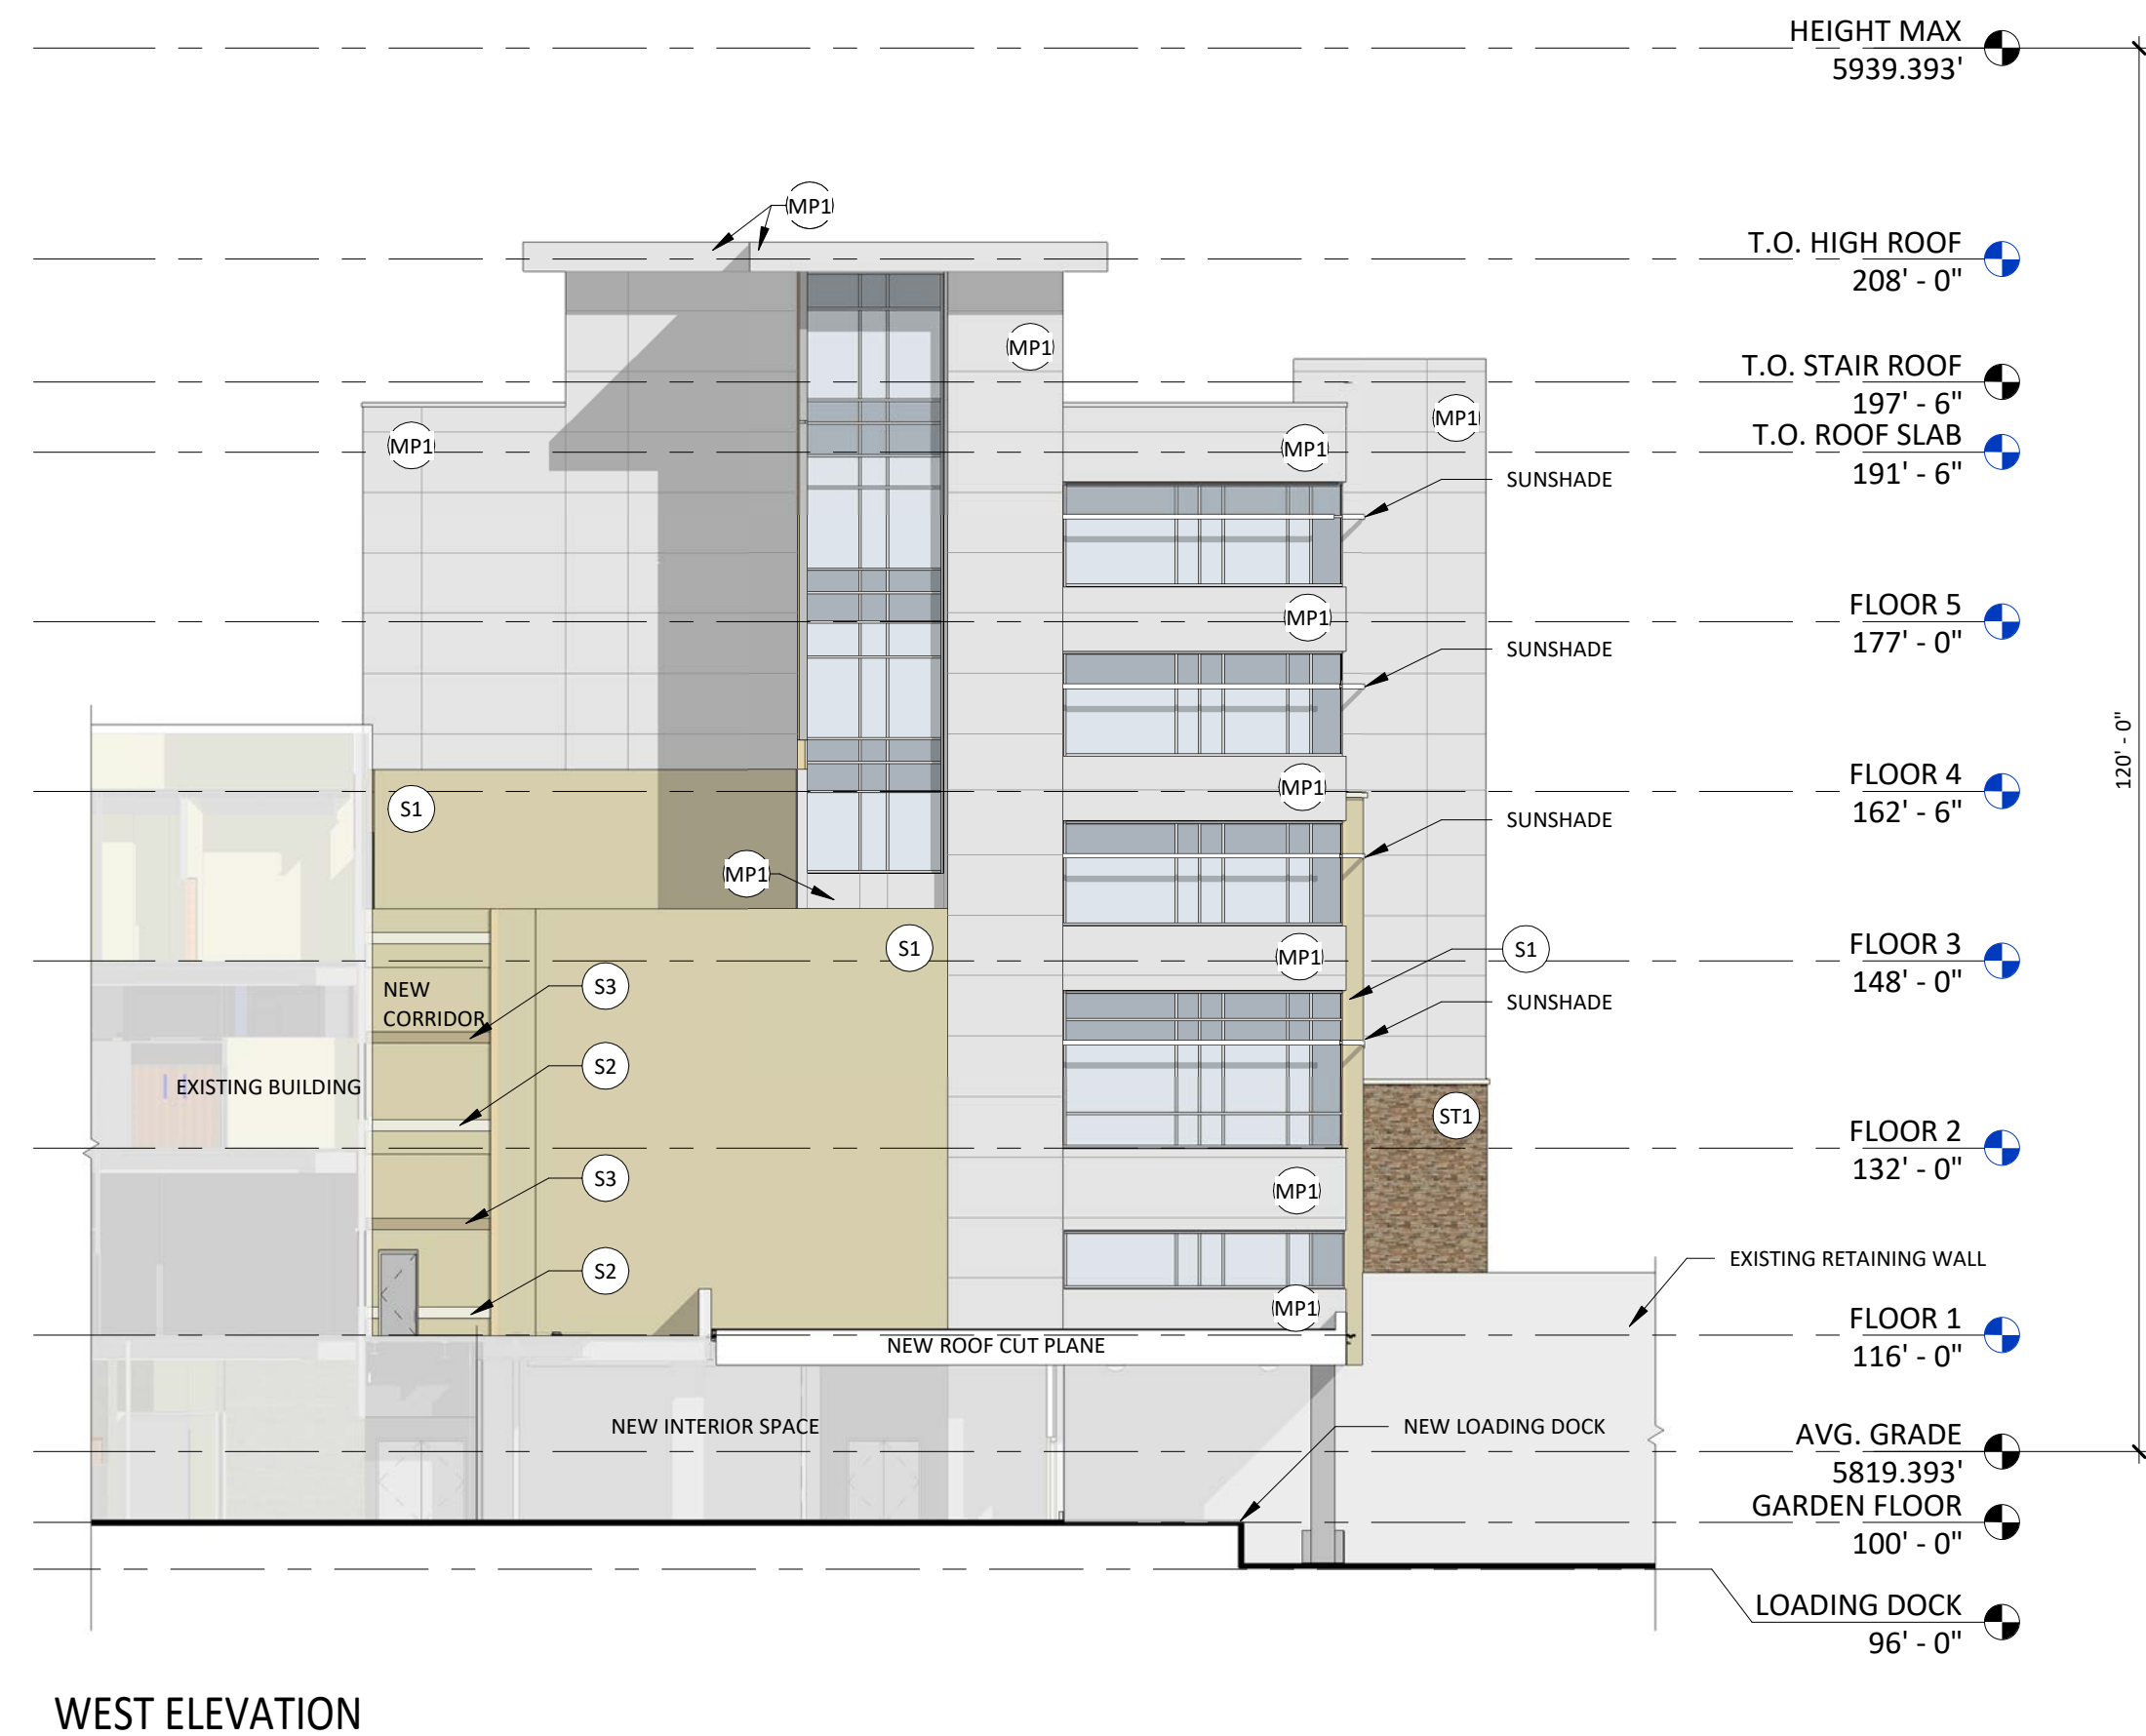 HEIGHT MAX
5939.393'
MP1
T.O. HIGH ROOF
208' - 0"
MP1
T.O. STAIR ROOF
197' - 6"
MP1
MP1
MP1
T.O. ROOF SLAB
191' - 6"
SUNSHADE
FLOOR 5
177' - 0"
MP1
SUNSHADE
120' - 0"
FLOOR 4
162' - 6"
MP1
S1
SUNSHADE
MP1
FLOOR 3
148' - 0"
S1
MP1
S1
NEW
CORRIDOR
S3
SUNSHADE
S2
EXISTING BUILDING
ST1
FLOOR 2
132' - 0"
S3
MP1
S2
EXISTING RETAINING WALL
MP1
FLOOR 1
116' - 0"
NEW ROOF CUT PLANE
NEW INTERIOR SPACE
NEW LOADING DOCK
AVG. GRADE
5819.393'
GARDEN FLOOR
100' - 0"
LOADING DOCK
96' - 0"
WEST ELEVATION